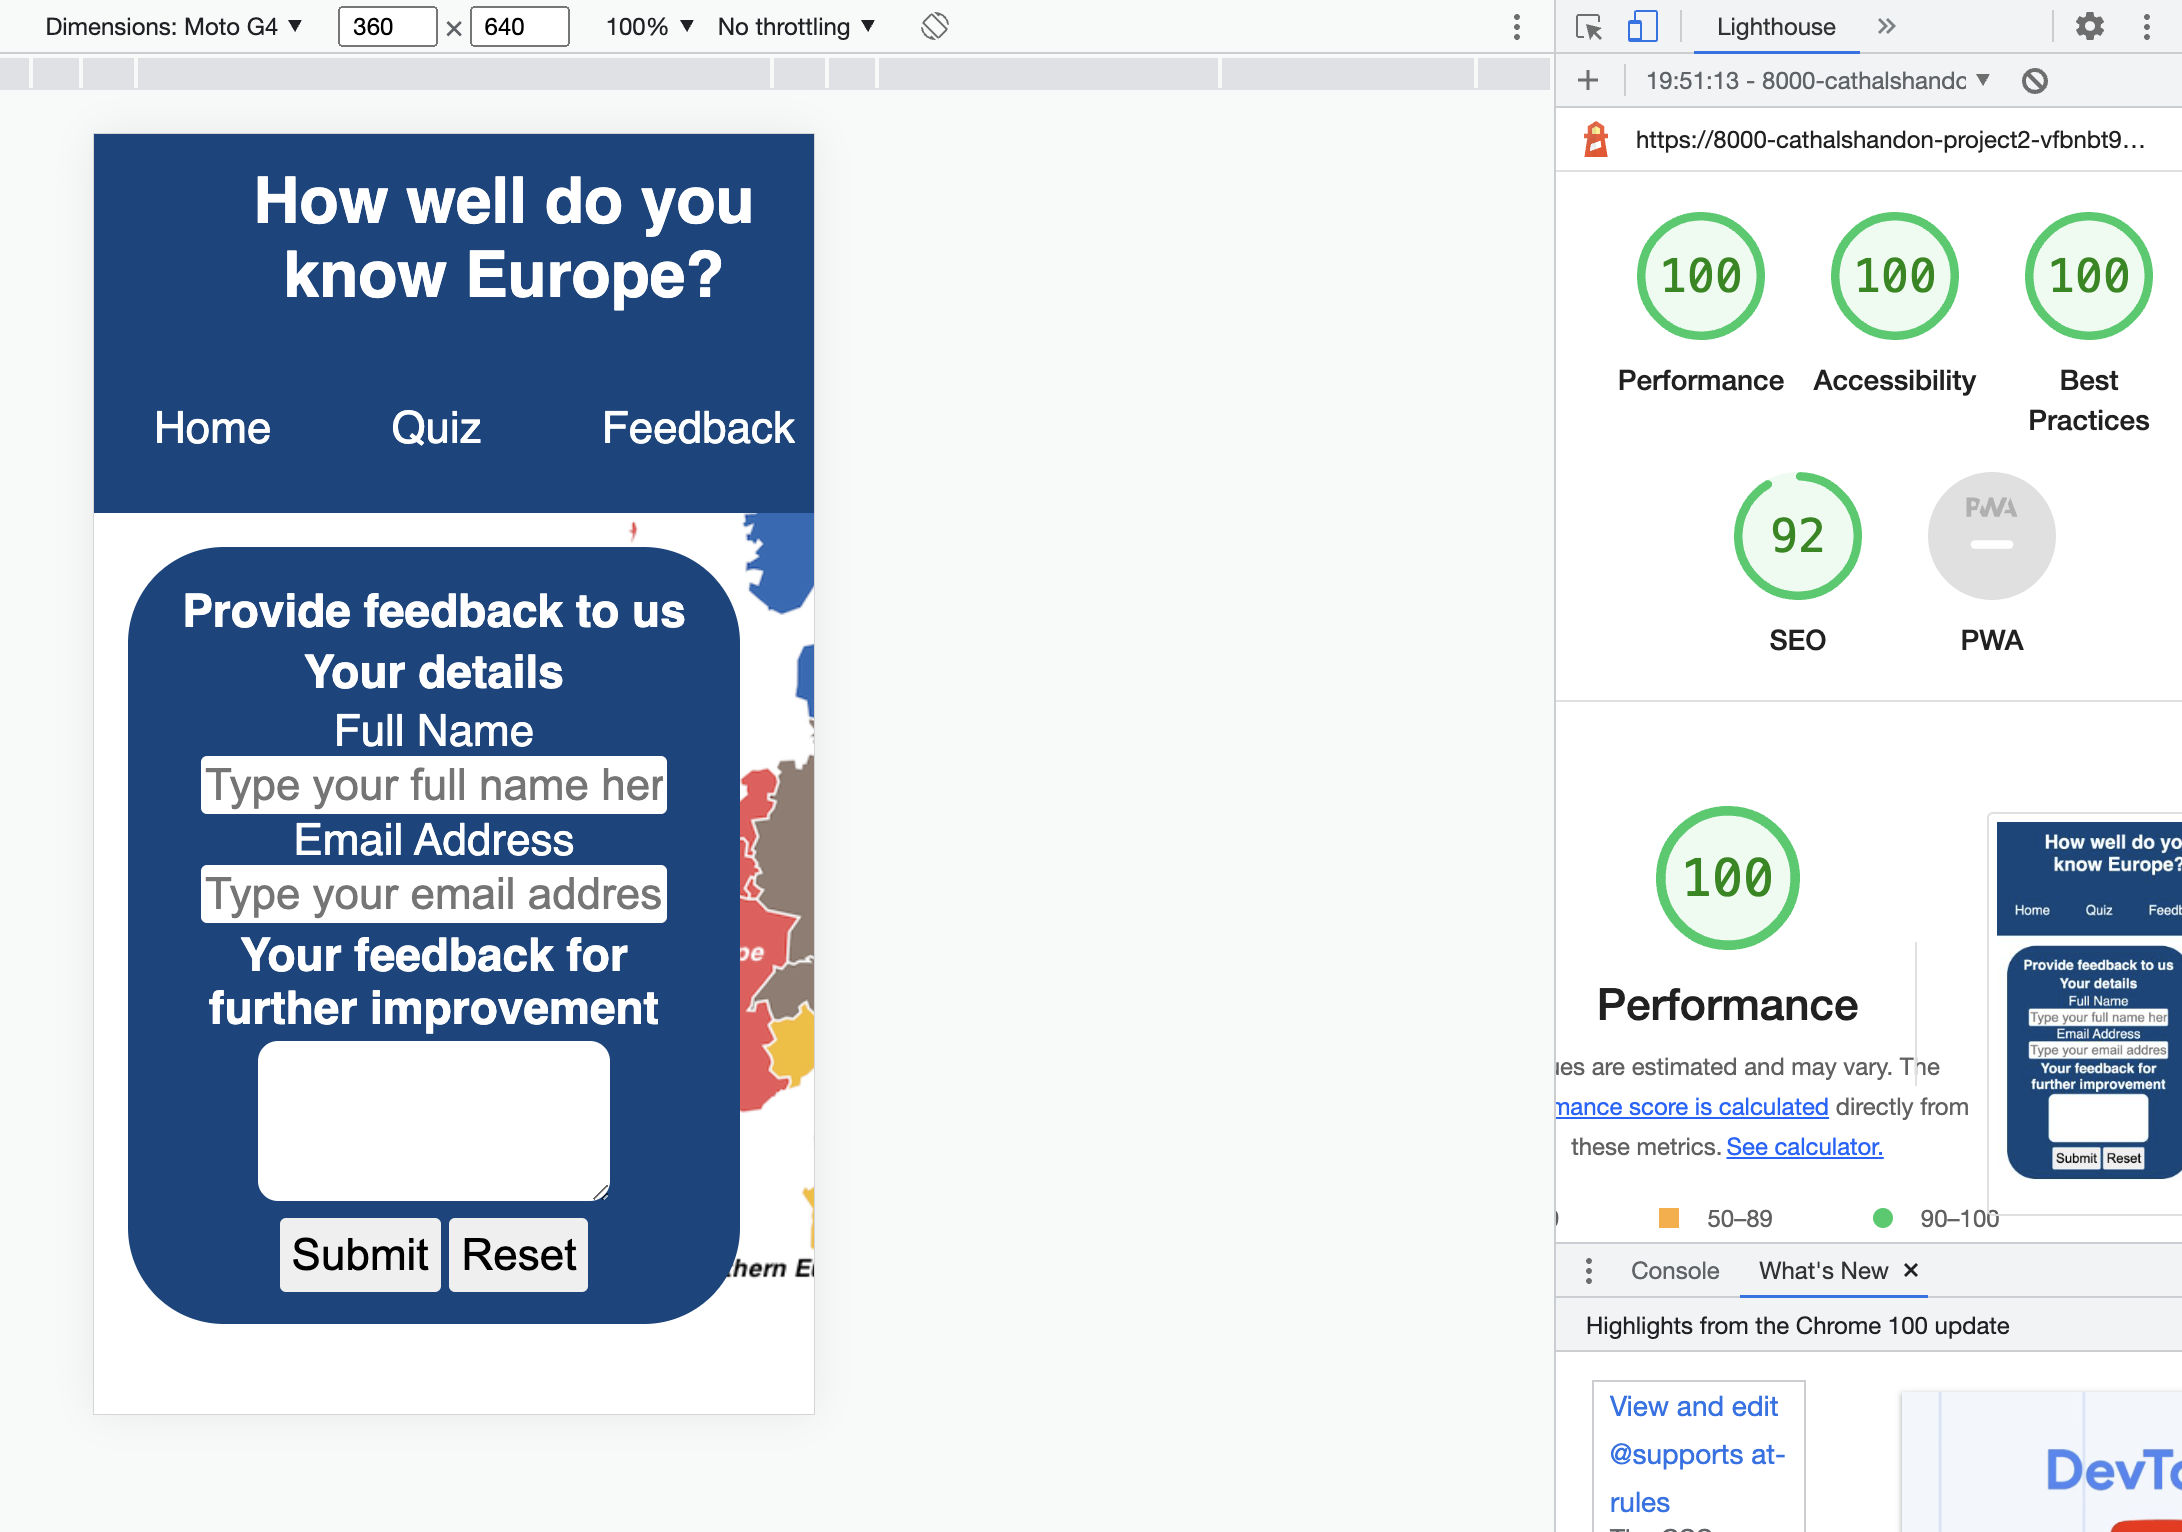 Dimensions: Moto G4 ▼ 360 × 640 100% ▼ No throttling ▼
Lighthouse
19:51:13 - 8000-cathalshandc ▼
https://8000-cathalshandon-project2-vfbnbt9...
How well do you
know Europe?
Home Quiz Feedback
Provide feedback to us
Your details
Full Name
Type your full name her
Email Address
Type your email addres
Your feedback for
further improvement
Submit Reset
pe
thern Eu
100 100 100
Performance Accessibility Best
Practices
92 PWA
SEO PWA
100
Performance
ues are estimated and may vary. The
mance score is calculated directly from
these metrics. See calculator.
50–89 90–100
How well do yo
know Europe?
Home Quiz Feedb
Provide feedback to us
Your details
Full Name
Type your full name her
Email Address
Type your email addres
Your feedback for
further improvement
Submit Reset
Console What's New ×
Highlights from the Chrome 100 update
View and edit
@supports at-
rules
The CSS
DevTo